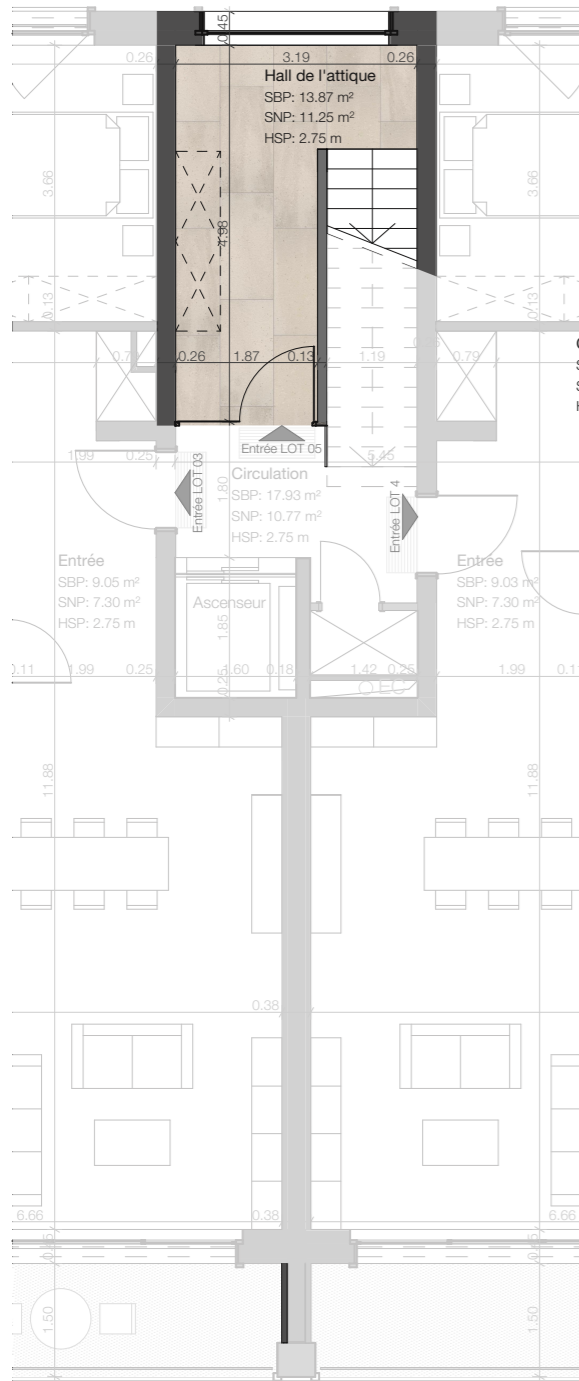 0.45
0.26
3.19
0.26
Hall de l'attique
SBP: 13.87 m²
SNP: 11.25 m²
HSP: 2.75 m
3.66
3.66
4.98
0.13
0.13
0.26
1.87
0.13
1.19
0.79
Entrée LOT 05
1.99
0.25
5.45
Entrée LOT 03
1.80
Circulation
SBP: 17.93 m²
SNP: 10.77 m²
HSP: 2.75 m
Entrée LOT 4
Entrée
SBP: 9.05 m²
SNP: 7.30 m²
HSP: 2.75 m
Entrée
SBP: 9.03 m²
SNP: 7.30 m²
HSP: 2.75 m
Ascenseur
1.85
0.11
1.99
0.25
1.60
0.18
1.42
0.25
1.99
0.25
11.88
11.88
0.38
6.66
0.38
6.66
1.50
1.50